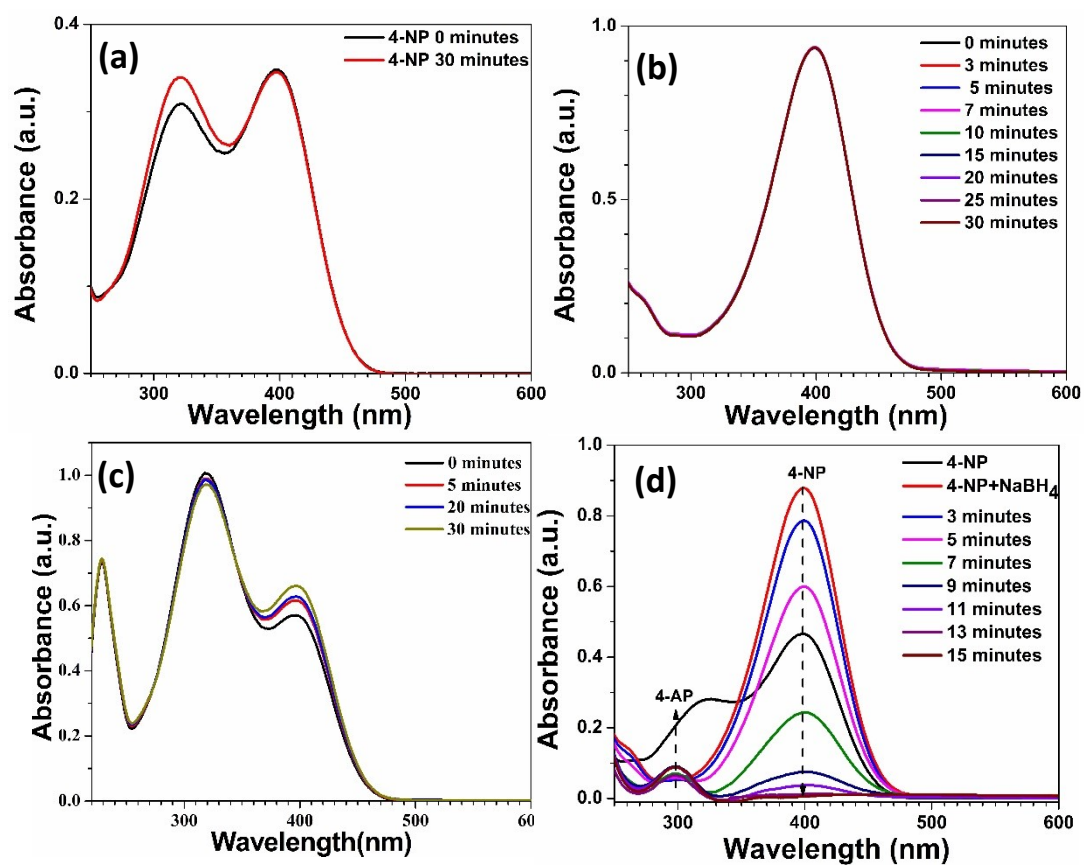 (a)
4-NP 0 minutes
4-NP 30 minutes
0.4
0.2
0.0
300 400 500 600
Absorbance (a.u.)
Wavelength (nm)
(b)
0 minutes
3 minutes
5 minutes
7 minutes
10 minutes
15 minutes
20 minutes
25 minutes
30 minutes
1.0
0.5
0.0
300 400 500 600
Absorbance (a.u.)
Wavelength (nm)
(c)
0 minutes
5 minutes
20 minutes
30 minutes
1.0
0.8
0.6
0.4
0.2
0.0
300 400 500 600
Absorbance (a.u.)
Wavelength(nm)
(d)
4-NP
4-AP
4-NP
4-NP+NaBH4
3 minutes
5 minutes
7 minutes
9 minutes
11 minutes
13 minutes
15 minutes
1.0
0.8
0.6
0.4
0.2
0.0
300 400 500 600
Absorbance (a.u.)
Wavelength (nm)